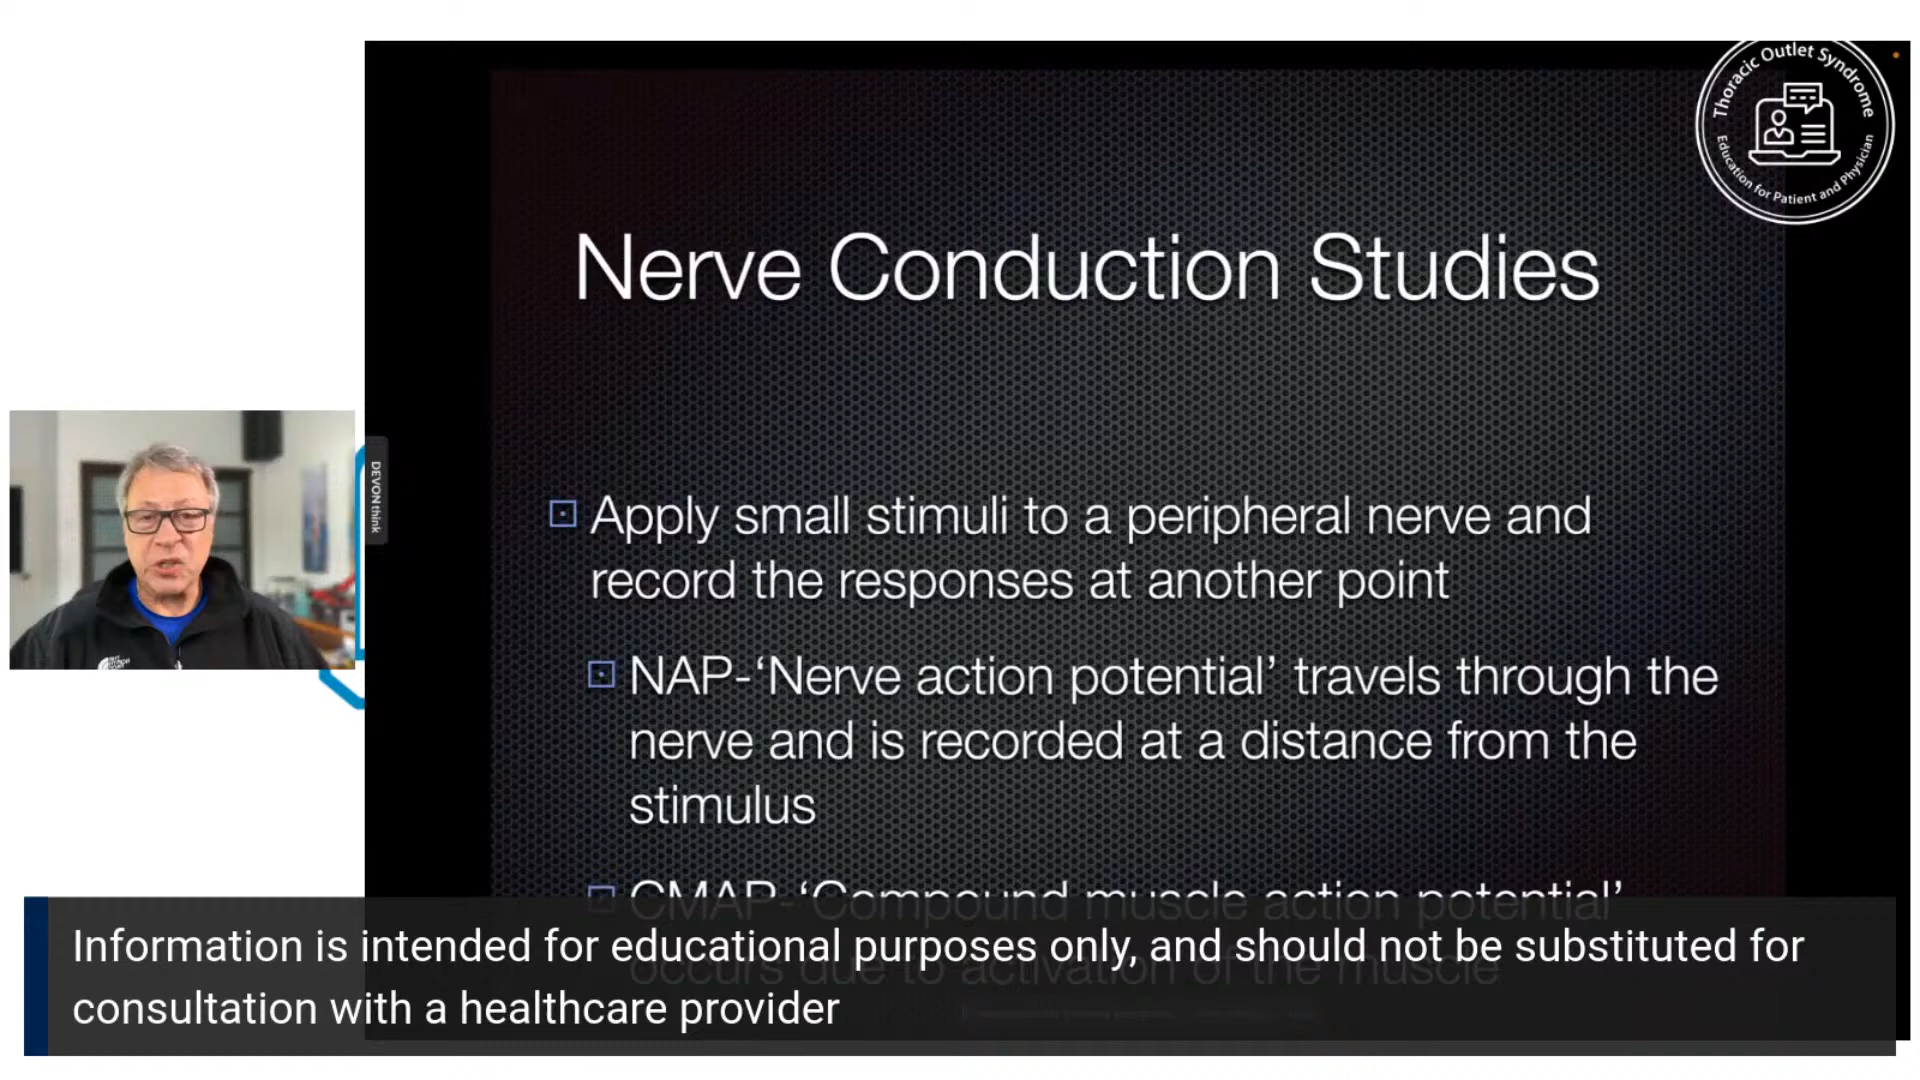 Thoracic Outlet Syndrome
Education for Patient and Physician
Nerve Conduction Studies
DEVONthink
Apply small stimuli to a peripheral nerve and
record the responses at another point
NAP-‘Nerve action potential’ travels through the
nerve and is recorded at a distance from the
stimulus
CMAP-‘Compound muscle action potential’
occurs due to activation of the muscle
Information is intended for educational purposes only, and should not be substituted for
consultation with a healthcare provider